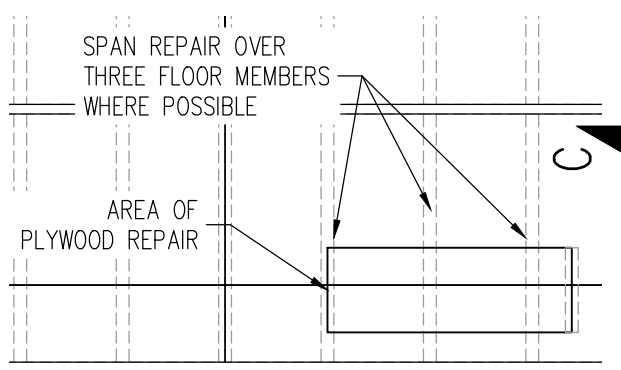 SPAN REPAIR OVER
THREE FLOOR MEMBERS
WHERE POSSIBLE
C
AREA OF
PLYWOOD REPAIR